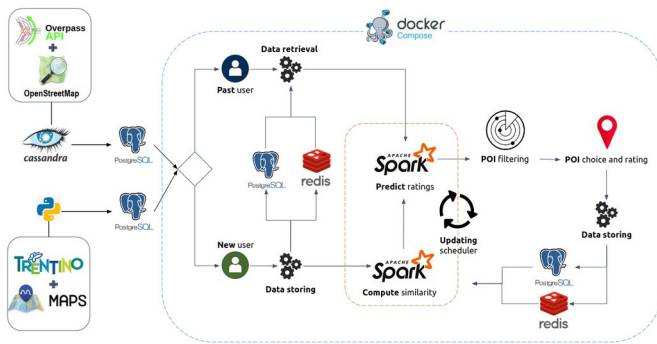 Overpass
API
+
OpenStreetMap
cassandra
PostgreSQL
PostgreSQL
TRENTINO
+
MAPS
docker
Compose
Data retrieval
Past user
PostgreSQL
redis
New user
Data storing
APACHE
Spark
Predict ratings
APACHE
Spark
Compute similarity
Updating
scheduler
POI filtering
POI choice and rating
Data storing
PostgreSQL
redis